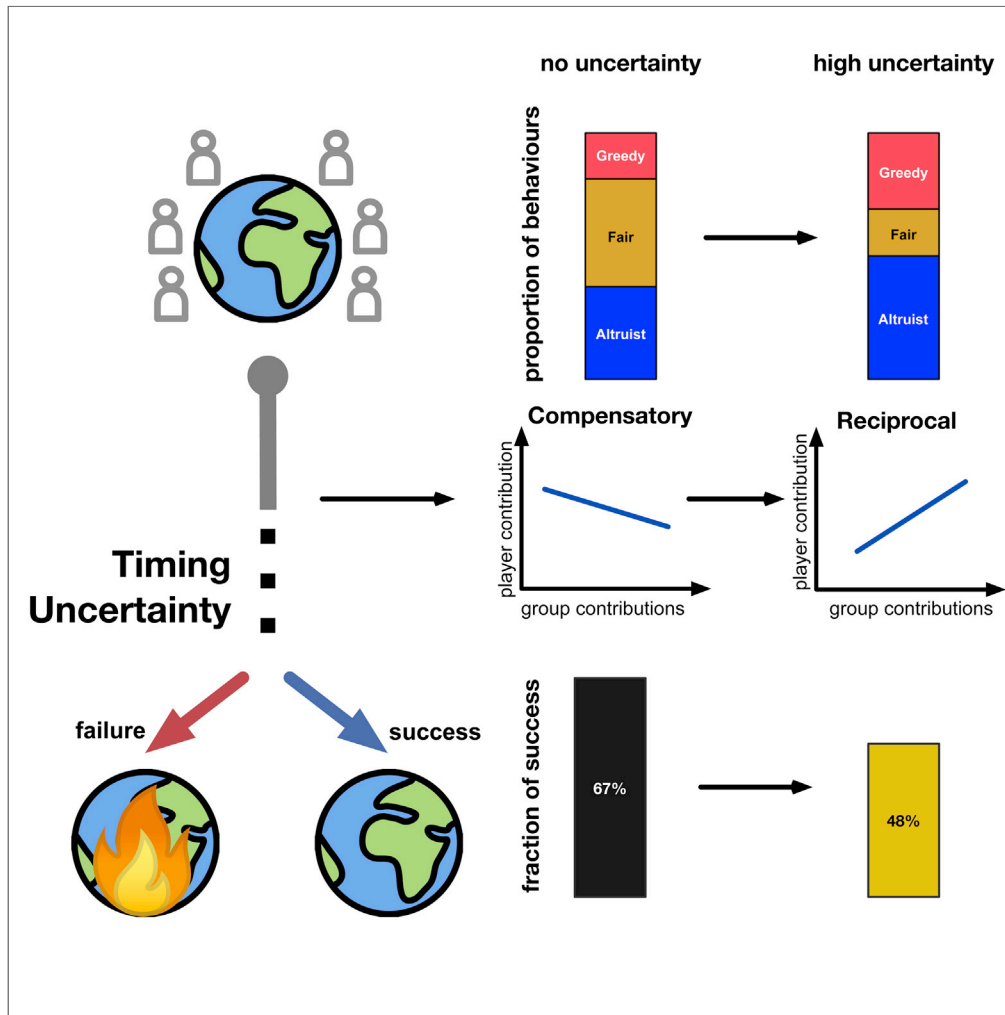 no uncertainty
high uncertainty
proportion of behaviours
Greedy
Fair
Altruist
Greedy
Fair
Altruist
Timing
Uncertainty
Compensatory
player contribution
group contributions
Reciprocal
player contribution
group contributions
failure
success
fraction of success
67%
48%